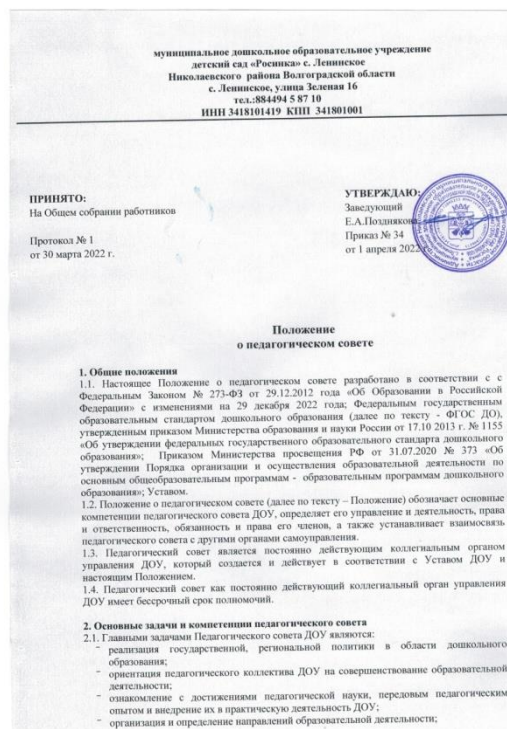 муниципальное дошкольное образовательное учреждение
детский сад «Росинка» с. Ленинское
Николаевского района Волгоградской области
с. Ленинское, улица Зеленая 16
тел.:884494 5 87 10
ИНН 3418101419 КПП 341801001
ПРИНЯТО:
На Общем собрании работников
Протокол № 1
от 30 марта 2022 г.
УТВЕРЖДАЮ:
Заведующий
Е.А.Позднякова
Приказ № 34
от 1 апреля 2022 г.
Положение
о педагогическом совете
1. Общие положения
1.1. Настоящее Положение о педагогическом совете разработано в соответствии с с
Федеральным Законом № 273-ФЗ от 29.12.2012 года «Об Образовании в Российской
Федерации» с изменениями на 29 декабря 2022 года; Федеральным государственным
образовательным стандартом дошкольного образования (далее по тексту - ФГОС ДО),
утвержденным приказом Министерства образования и науки России от 17.10 2013 г. № 1155
«Об утверждении федеральных государственного образовательного стандарта дошкольного
образования»; Приказом Министерства просвещения РФ от 31.07.2020 № 373 «Об
утверждении Порядка организации и осуществления образовательной деятельности по
основным общеобразовательным программам - образовательным программам дошкольного
образования»; Уставом.
1.2. Положение о педагогическом совете (далее по тексту – Положение) обозначает основные
компетенции педагогического совета ДОУ, определяет его управление и деятельность, права
и ответственность, обязанность и права его членов, а также устанавливает взаимосвязь
педагогического совета с другими органами самоуправления.
1.3. Педагогический совет является постоянно действующим коллегиальным органом
управления ДОУ, который создается и действует в соответствии с Уставом ДОУ и
настоящим Положением.
1.4. Педагогический совет как постоянно действующий коллегиальный орган управления
ДОУ имеет бессрочный срок полномочий.
2. Основные задачи и компетенции педагогического совета
2.1. Главными задачами Педагогического совета ДОУ являются:
- реализация государственной, региональной политики в области дошкольного
образования;
- ориентация педагогического коллектива ДОУ на совершенствование образовательной
деятельности;
- ознакомление с достижениями педагогической науки, передовым педагогическим
опытом и внедрение их в практическую деятельность ДОУ;
- организация и определение направлений образовательной деятельности;